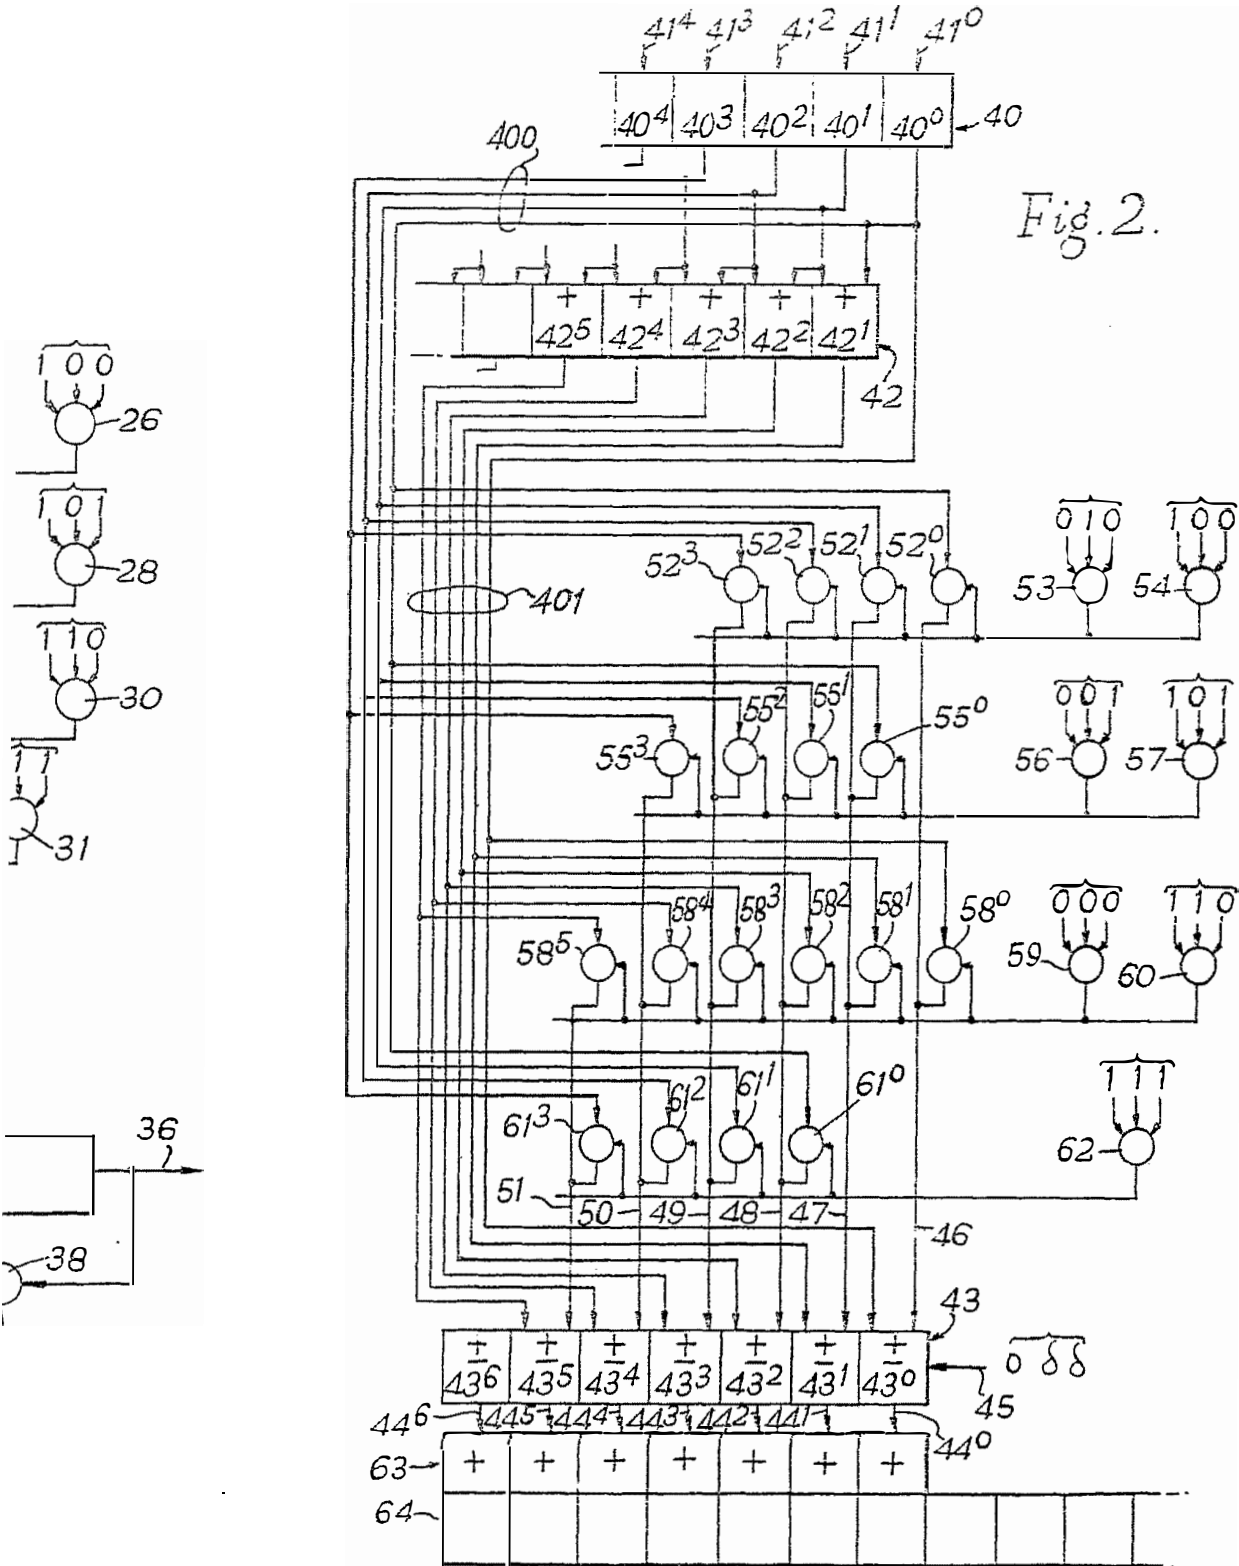 41⁴ 41³ 41² 41¹ 41⁰
40⁴ 40³ 40² 40¹ 40⁰ 40
400
Fig. 2.
+ + + + +
42⁵ 42⁴ 42³ 42² 42¹
42
1 0 0
26
1 0 1
28
1 1 0
30
1 1
31
36
38
0 1 0 1 0 0
52³ 52² 52¹ 52⁰ 53 54
401
0 0 1 1 0 1
55³ 55² 55¹ 55⁰ 56 57
0 0 0 1 1 0
58⁵ 58⁴ 58³ 58² 58¹ 58⁰ 59 60
1 1 1
61³ 61² 61¹ 61⁰ 62
51 50 49 48 47 46
43
± ± ± ± ± ± ±
43⁶ 43⁵ 43⁴ 43³ 43² 43¹ 43⁰
45
44⁶ 44⁵ 44⁴ 44³ 44² 44¹ 44⁰
63 + + + + + + +
64